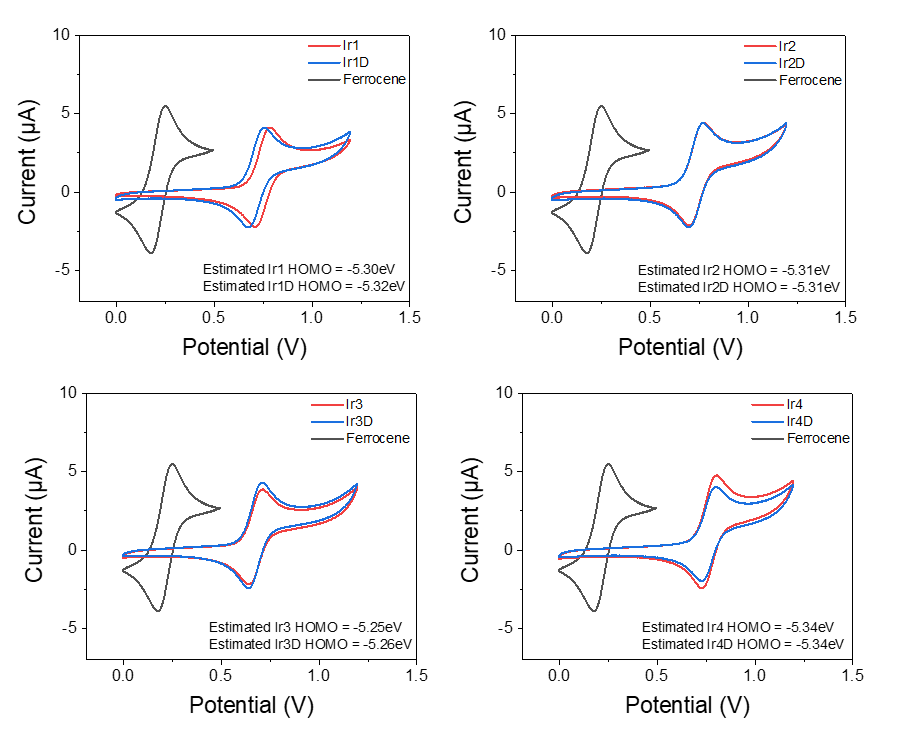 10
5
0
-5
Current (µA)
Ir1
Ir1D
Ferrocene
Estimated Ir1 HOMO = -5.30eV
Estimated Ir1D HOMO = -5.32eV
0.0 0.5 1.0 1.5
Potential (V)
10
5
0
-5
Current (µA)
Ir2
Ir2D
Ferrocene
Estimated Ir2 HOMO = -5.31eV
Estimated Ir2D HOMO = -5.31eV
0.0 0.5 1.0 1.5
Potential (V)
10
5
0
-5
Current (µA)
Ir3
Ir3D
Ferrocene
Estimated Ir3 HOMO = -5.25eV
Estimated Ir3D HOMO = -5.26eV
0.0 0.5 1.0 1.5
Potential (V)
10
5
0
-5
Current (µA)
Ir4
Ir4D
Ferrocene
Estimated Ir4 HOMO = -5.34eV
Estimated Ir4D HOMO = -5.34eV
0.0 0.5 1.0 1.5
Potential (V)